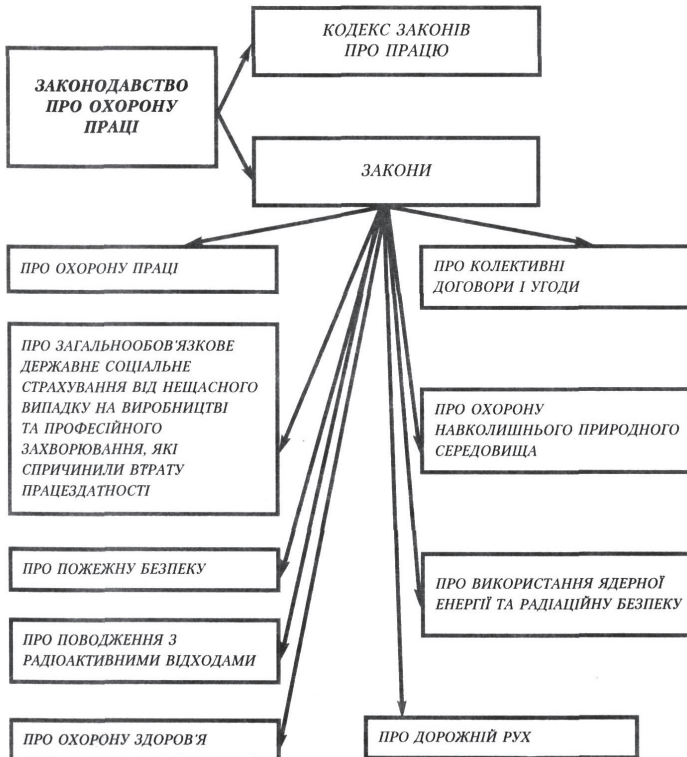 ЗАКОНОДАВСТВО
ПРО ОХОРОНУ
ПРАЦІ
КОДЕКС ЗАКОНІВ
ПРО ПРАЦЮ
ЗАКОНИ
ПРО ОХОРОНУ ПРАЦІ
ПРО ЗАГАЛЬНООБОВ'ЯЗКОВЕ
ДЕРЖАВНЕ СОЦІАЛЬНЕ
СТРАХУВАННЯ ВІД НЕЩАСНОГО
ВИПАДКУ НА ВИРОБНИЦТВІ
ТА ПРОФЕСІЙНОГО
ЗАХВОРЮВАННЯ, ЯКІ
СПРИЧИНИЛИ ВТРАТУ
ПРАЦЕЗДАТНОСТІ
ПРО ПОЖЕЖНУ БЕЗПЕКУ
ПРО ПОВОДЖЕННЯ З
РАДІОАКТИВНИМИ ВІДХОДАМИ
ПРО ОХОРОНУ ЗДОРОВ'Я
ПРО КОЛЕКТИВНІ
ДОГОВОРИ І УГОДИ
ПРО ОХОРОНУ
НАВКОЛИШНЬОГО ПРИРОДНОГО
СЕРЕДОВИЩА
ПРО ВИКОРИСТАННЯ ЯДЕРНОЇ
ЕНЕРГІЇ ТА РАДІАЦІЙНУ БЕЗПЕКУ
ПРО ДОРОЖНІЙ РУХ